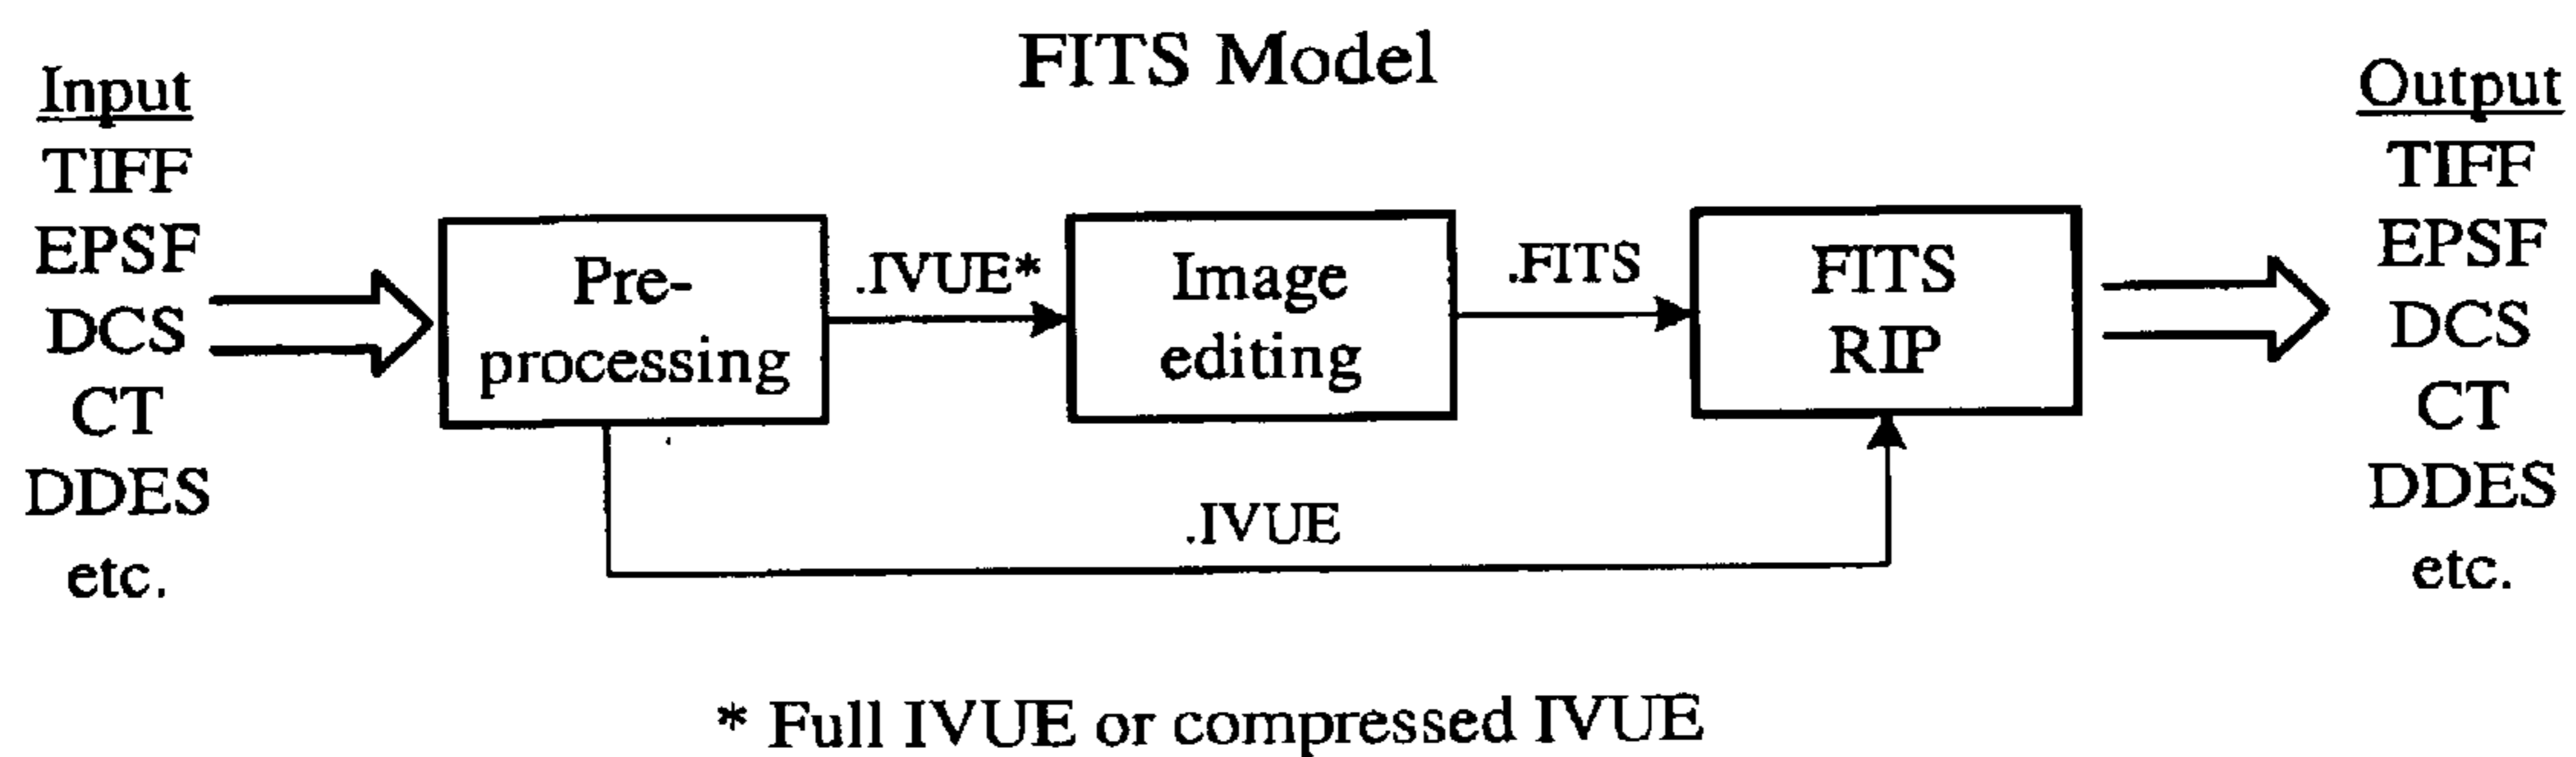 FITS Model
Input
TIFF
EPSF
DCS
CT
DDES
etc.
Pre-
processing
.IVUE*
Image
editing
.FITS
FITS
RIP
.IVUE
Output
TIFF
EPSF
DCS
CT
DDES
etc.
* Full IVUE or compressed IVUE